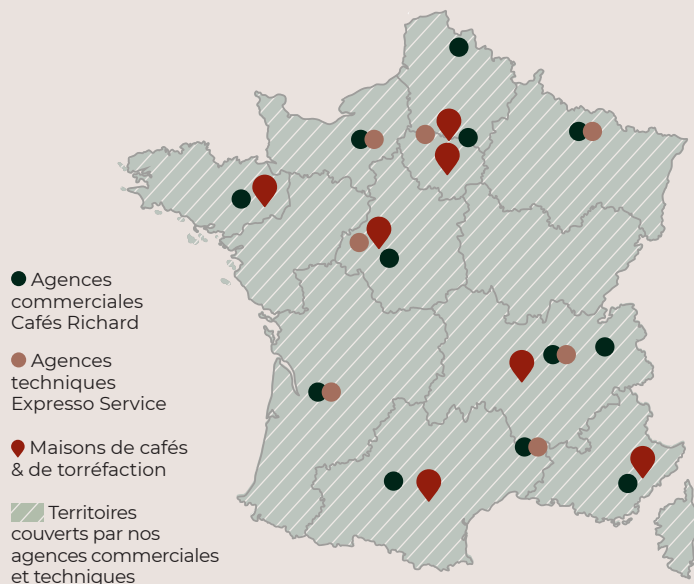 Agences
commerciales
Cafés Richard
Agences
techniques
Expresso Service
Maisons de cafés
& de torréfaction
Territoires
couverts par nos
agences commerciales
et techniques